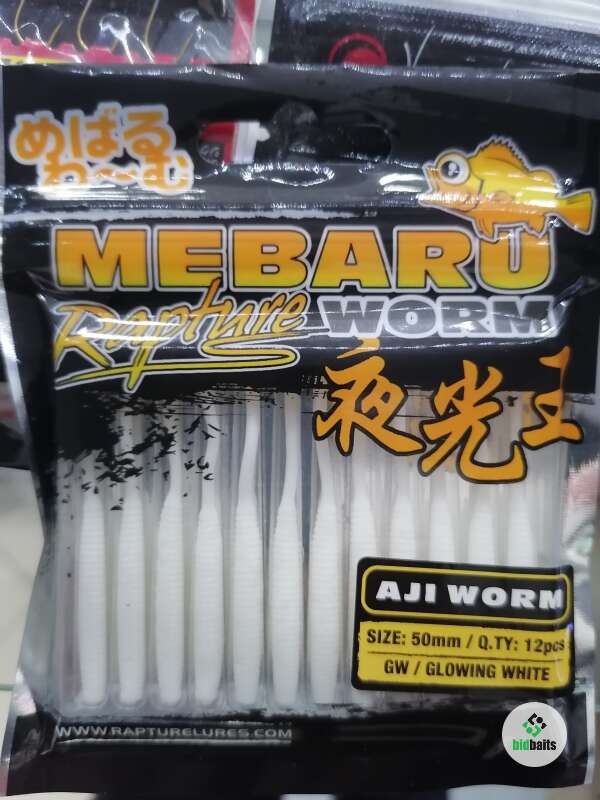 めばる
わ〜む
MEBARU
Rapture WORM
夜光王
AJI WORM
SIZE: 50mm / Q.TY: 12pcs
GW / GLOWING WHITE
WWW.RAPTURELURES.COM
bidbaits